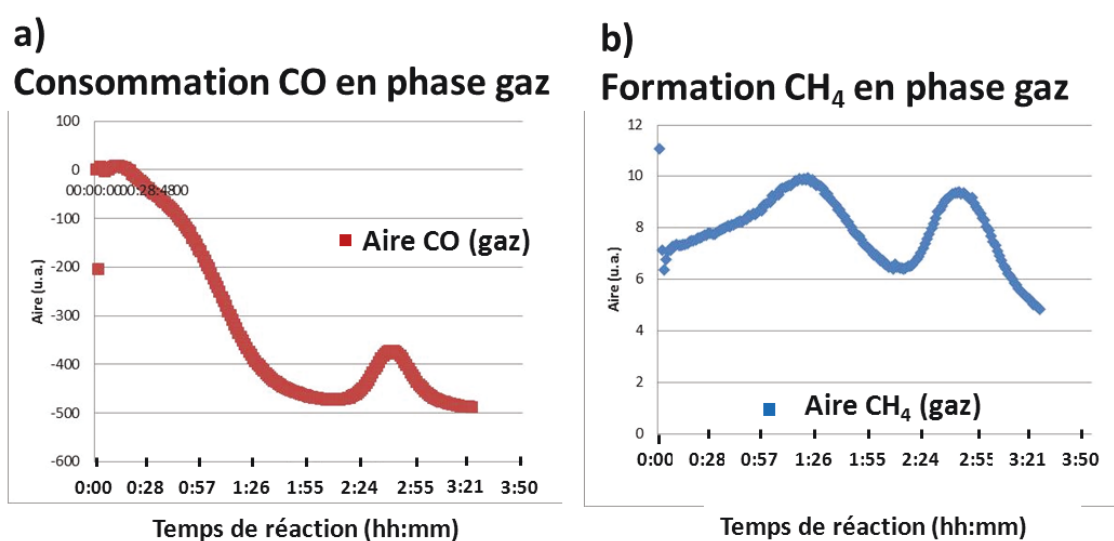 a)
Consommation CO en phase gaz
100
0
-100
-200
-300
-400
-500
-600
Aire (u.a.)
00:00:00 00:28:48 00
Aire CO (gaz)
0:00 0:28 0:57 1:26 1:55 2:24 2:55 3:21 3:50
Temps de réaction (hh:mm)
b)
Formation CH₄ en phase gaz
12
10
8
6
4
2
0
Aire (u.a.)
Aire CH₄ (gaz)
0:00 0:28 0:57 1:26 1:55 2:24 2:55 3:21 3:50
Temps de réaction (hh:mm)